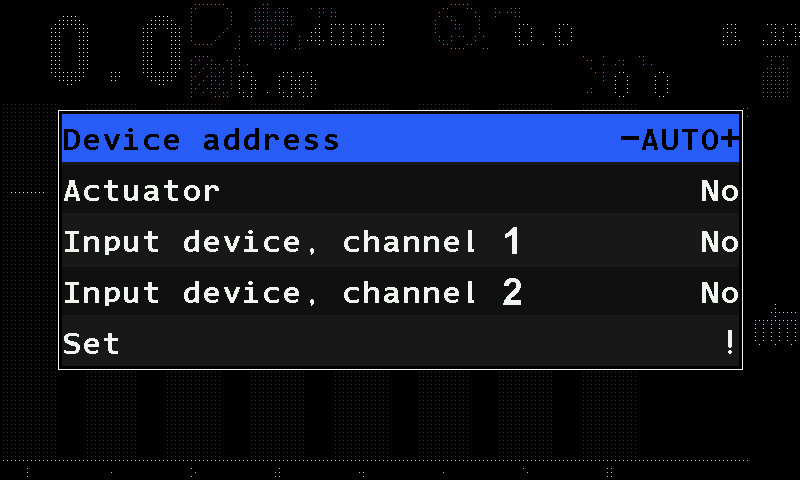 Device address −AUTO+
Actuator No
Input device, channel 1 No
Input device, channel 2 No
Set !